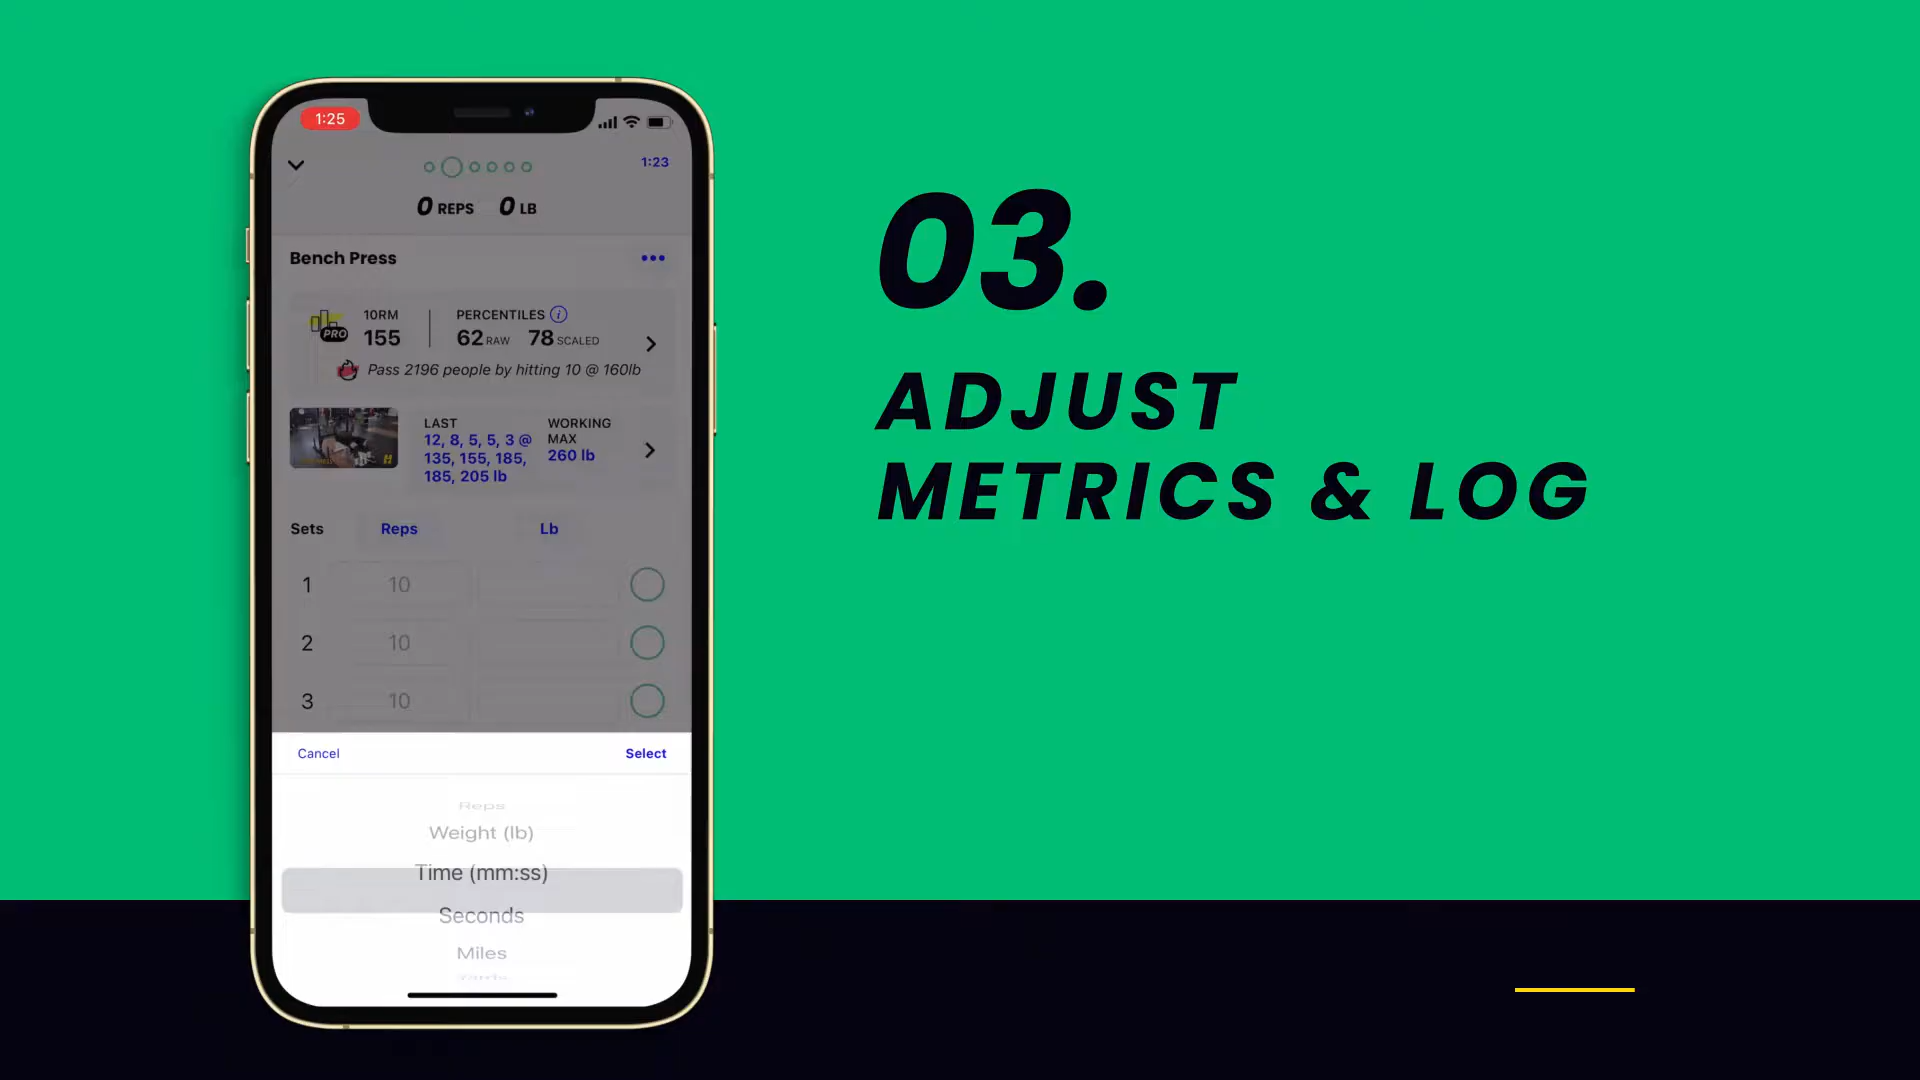 1:25
1:23
0 REPS 0 LB
Bench Press
10RM
155
PERCENTILES i
62 RAW 78 SCALED
PRO
Pass 2196 people by hitting 10 @ 160lb
LAST
12, 8, 5, 5, 3 @
135, 155, 185,
185, 205 lb
WORKING
MAX
260 lb
Sets Reps Lb
1 10
2 10
3 10
Cancel Select
Reps
Weight (lb)
Time (mm:ss)
Seconds
Miles
03.
ADJUST
METRICS & LOG